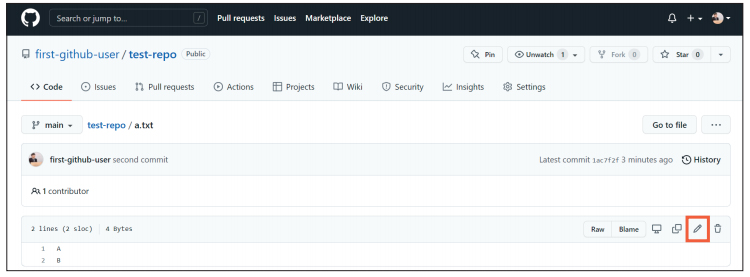 Search or jump to... /
Pull requests Issues Marketplace Explore
first-github-user / test-repo Public
Pin Unwatch 1 Fork 0 Star 0
Code Issues Pull requests Actions Projects Wiki Security Insights Settings
main test-repo / a.txt Go to file ...
first-github-user second commit Latest commit 1ac7f2f 3 minutes ago History
1 contributor
2 lines (2 sloc) 4 Bytes Raw Blame
1 A
2 B